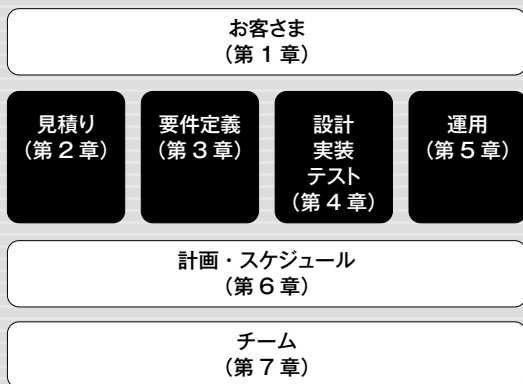 お客さま
（第 1 章）
見積り
（第 2 章）
要件定義
（第 3 章）
設計
実装
テスト
（第 4 章）
運用
（第 5 章）
計画・スケジュール
（第 6 章）
チーム
（第 7 章）